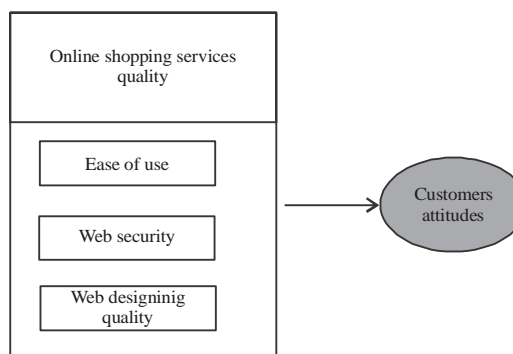 Online shopping services
quality
Ease of use
Web security
Web designinig
quality
Customers
attitudes